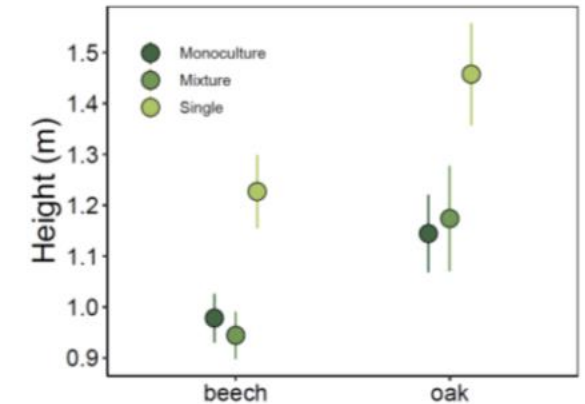 Height (m)
1.5
1.4
1.3
1.2
1.1
1.0
0.9
Monoculture
Mixture
Single
beech oak